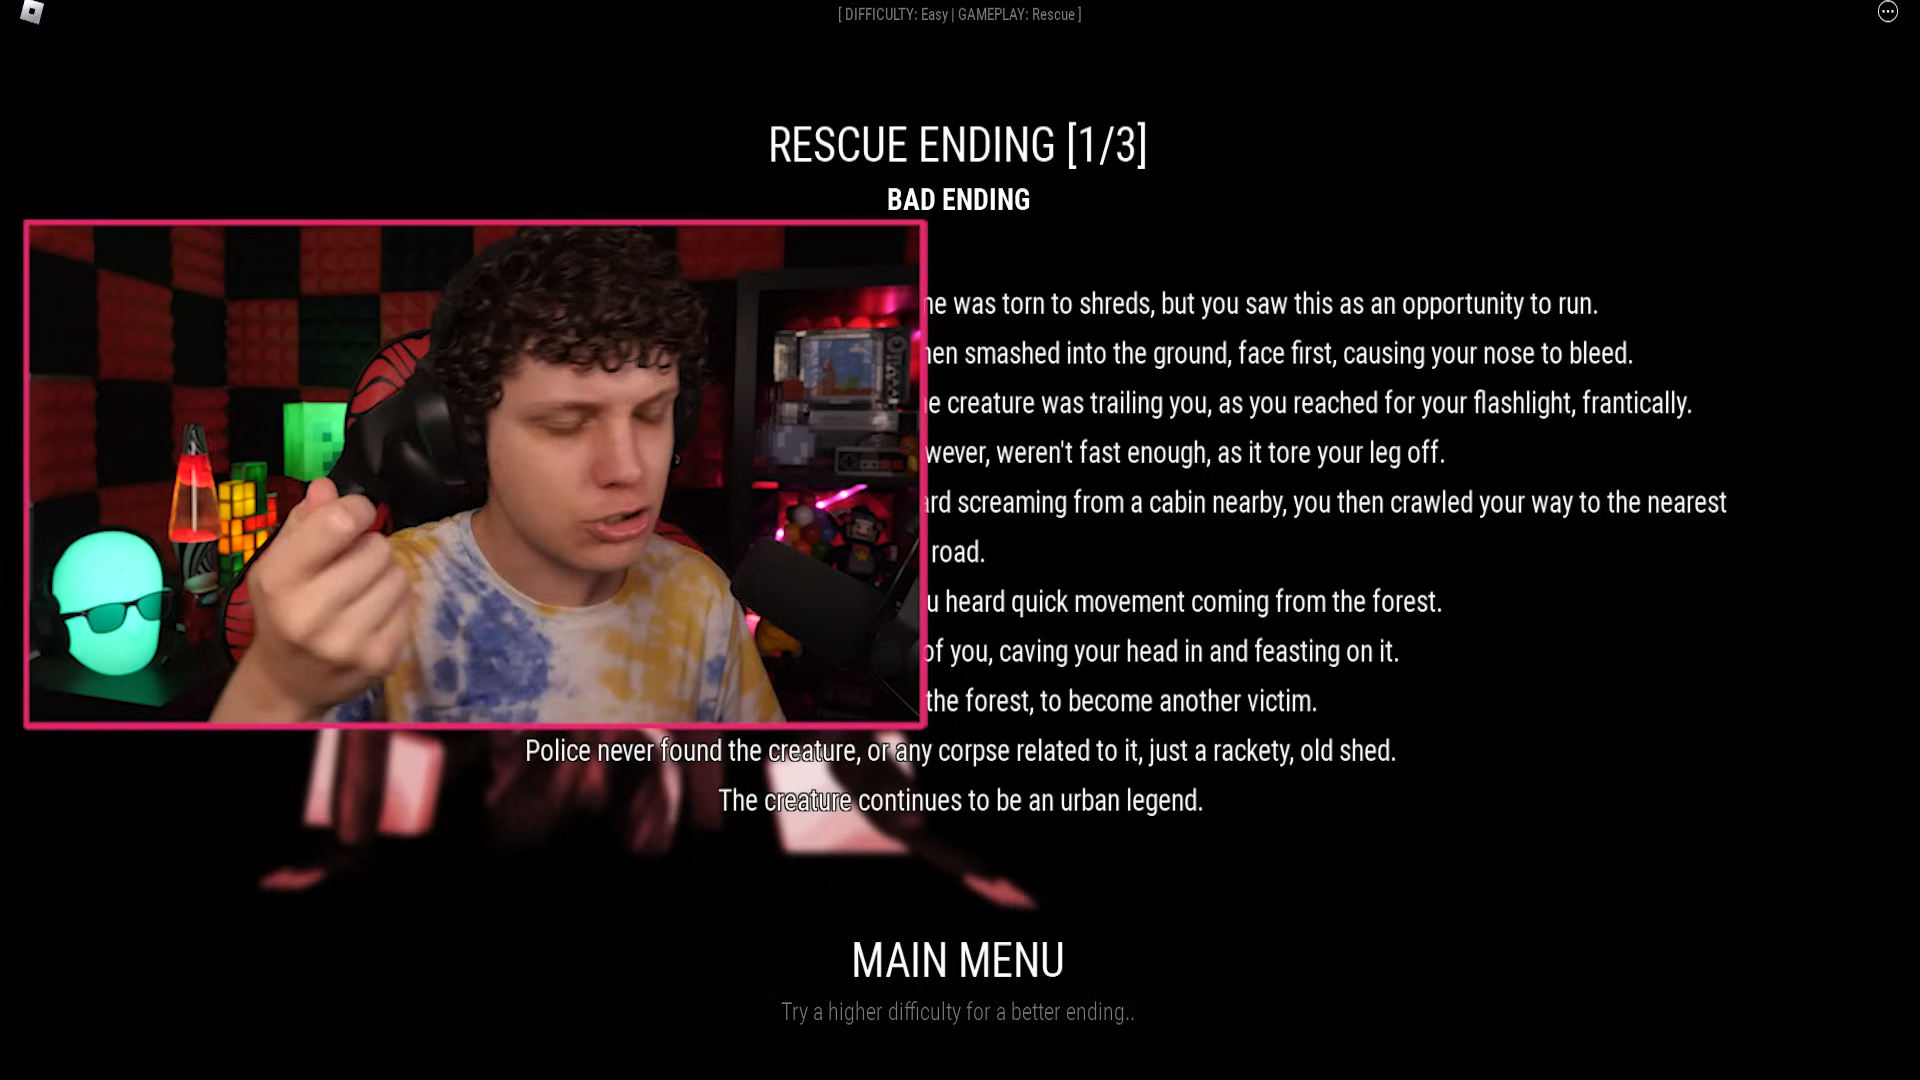 [ DIFFICULTY: Easy | GAMEPLAY: Rescue ]
RESCUE ENDING [1/3]
BAD ENDING
was torn to shreds, but you saw this as an opportunity to run.
smashed into the ground, face first, causing your nose to bleed.
creature was trailing you, as you reached for your flashlight, frantically.
weren't fast enough, as it tore your leg off.
screaming from a cabin nearby, you then crawled your way to the nearest
road.
heard quick movement coming from the forest.
of you, caving your head in and feasting on it.
the forest, to become another victim.
Police never found the creature, or any corpse related to it, just a rackety, old shed.
The creature continues to be an urban legend.
MAIN MENU
Try a higher difficulty for a better ending..